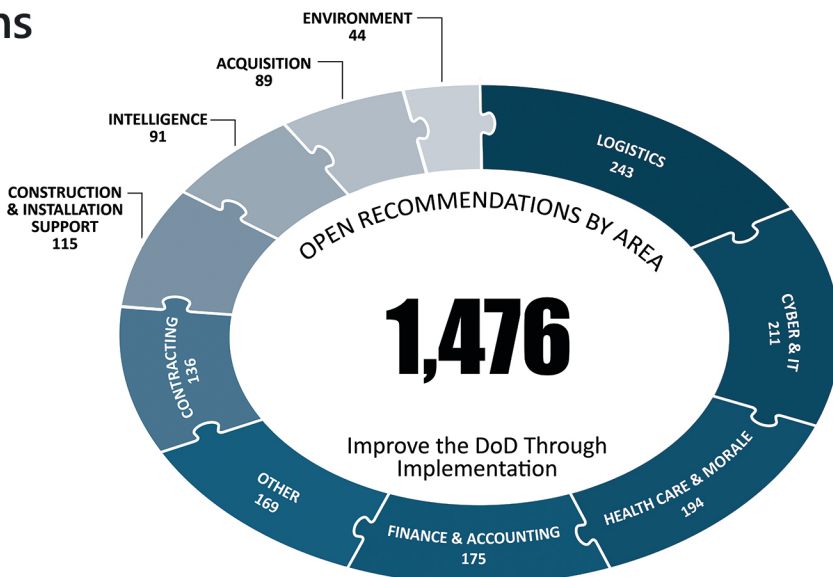 ns
ENVIRONMENT
44
ACQUISITION
89
INTELLIGENCE
91
CONSTRUCTION
& INSTALLATION
SUPPORT
115
LOGISTICS
243
OPEN RECOMMENDATIONS BY AREA
CYBER & IT
211
1,476
CONTRACTING
136
Improve the DoD Through
Implementation
HEALTH CARE & MORALE
194
OTHER
169
FINANCE & ACCOUNTING
175